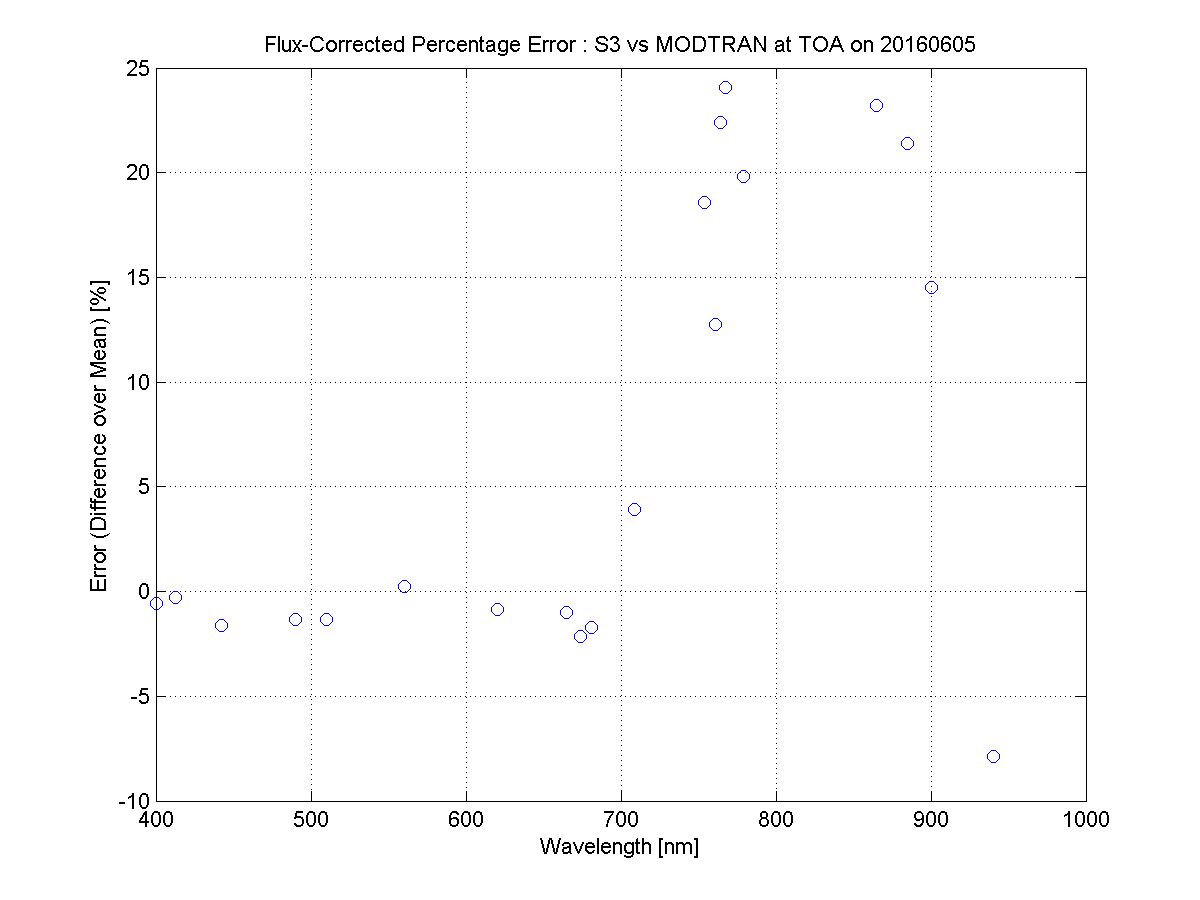 Flux-Corrected Percentage Error : S3 vs MODTRAN at TOA on 20160605
25
20
15
10
5
0
-5
-10
Error (Difference over Mean) [%]
400 500 600 700 800 900 1000
Wavelength [nm]